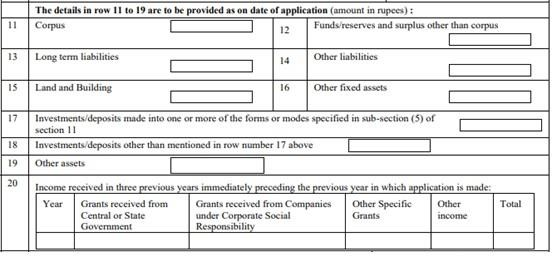 The details in row 11 to 19 are to be provided as on date of application (amount in rupees) :
11 Corpus 12 Funds/reserves and surplus other than corpus
13 Long term liabilities 14 Other liabilities
15 Land and Building 16 Other fixed assets
17 Investments/deposits made into one or more of the forms or modes specified in sub-section (5) of
section 11
18 Investments/deposits other than mentioned in row number 17 above
19 Other assets
20 Income received in three previous years immediately preceding the previous year in which application is made:
Year Grants received from Grants received from Companies Other Specific Other Total
Central or State under Corporate Social Grants income
Government Responsibility